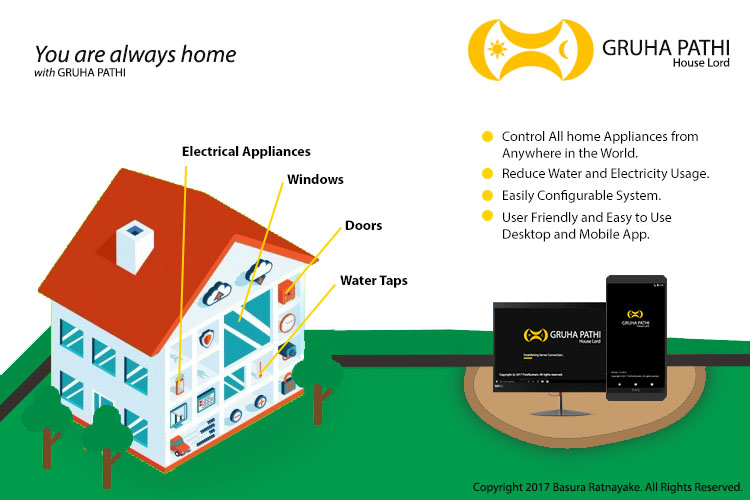 You are always home
with GRUHA PATHI
GRUHA PATHI
House Lord
Control All home Appliances from
Anywhere in the World.
Reduce Water and Electricity Usage.
Easily Configurable System.
User Friendly and Easy to Use
Desktop and Mobile App.
Electrical Appliances
Windows
Doors
Water Taps
GRUHA PATHI
House Lord
Establishing Server Connection.
GRUHA PATHI
House Lord
Copyright 2017 Basura Ratnayake. All Rights Reserved.